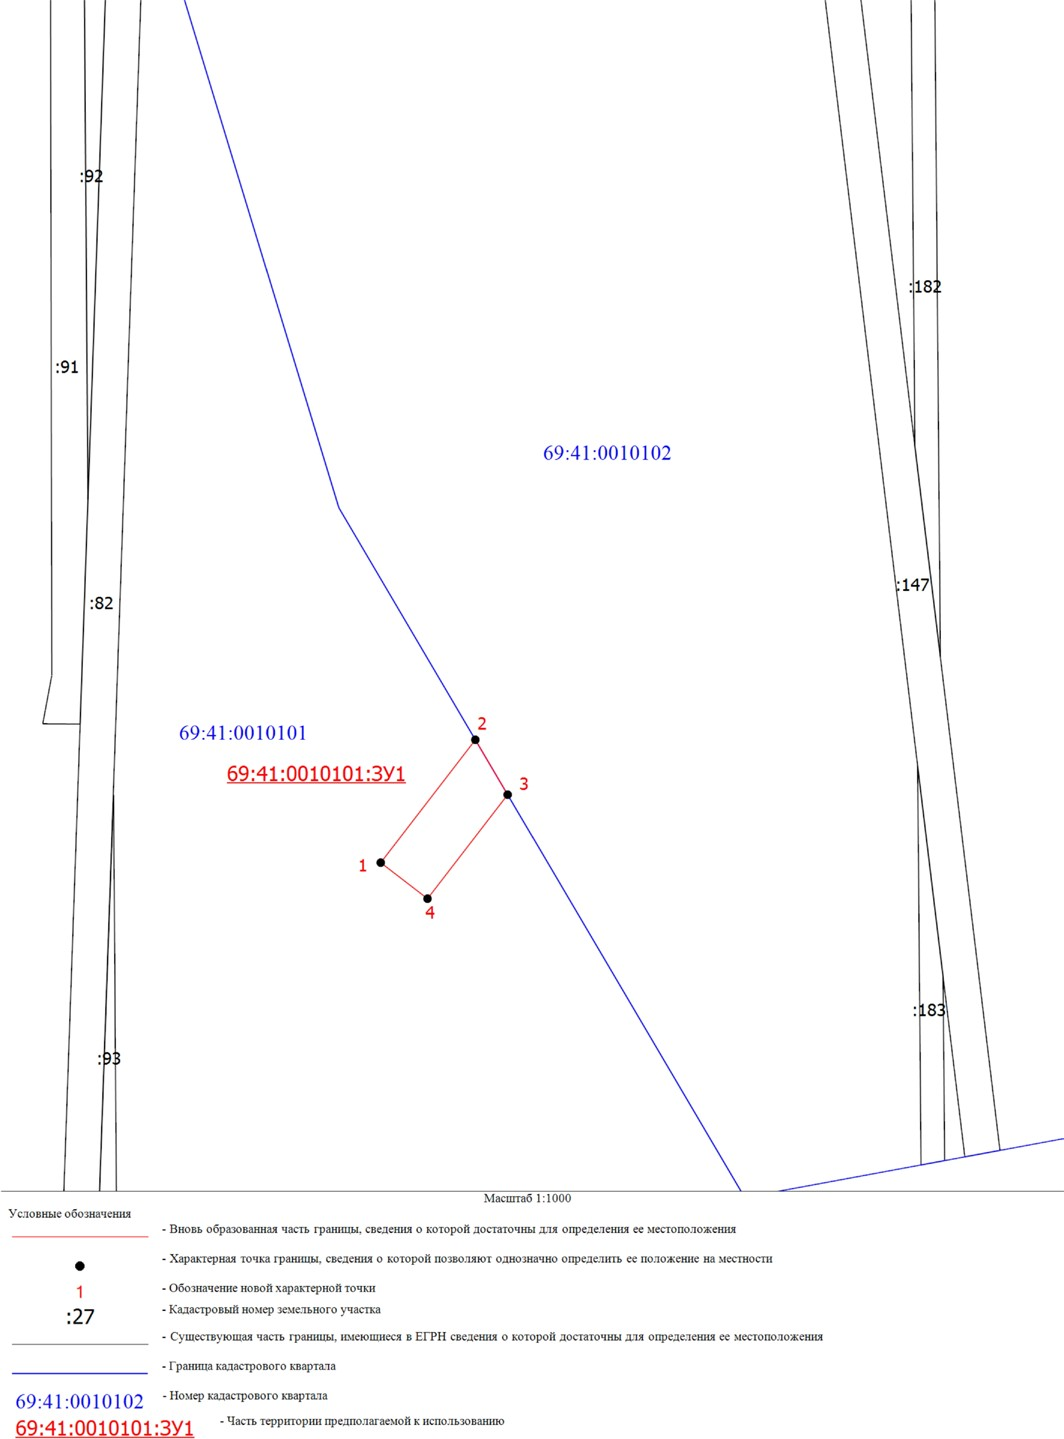 :92
:182
:91
69:41:0010102
:147
:82
2
69:41:0010101
69:41:0010101:ЗУ1
3
1
4
:183
:93
Масштаб 1:1000
Условные обозначения
- Вновь образованная часть границы, сведения о которой достаточны для определения ее местоположения
- Характерная точка границы, сведения о которой позволяют однозначно определить ее положение на местности
1 - Обозначение новой характерной точки
:27 - Кадастровый номер земельного участка
- Существующая часть границы, имеющиеся в ЕГРН сведения о которой достаточны для определения ее местоположения
- Граница кадастрового квартала
69:41:0010102 - Номер кадастрового квартала
69:41:0010101:ЗУ1 - Часть территории предполагаемой к использованию